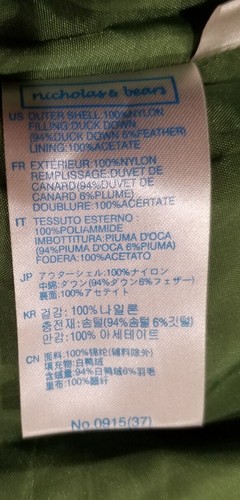 nicholas & bears
US OUTER SHELL:100%NYLON
FILLING:DUCK DOWN
(94%DUCK DOWN 6%FEATHER)
LINING:100%ACETATE
FR EXTÉRIEUR:100%NYLON
REMPLISSAGE:DUVET DE
CANARD(94%DUVET DE
CANARD 6%PLUME)
DOUBLURE:100%ACÉRTATE
IT TESSUTO ESTERNO:
100%POLIAMMIDE
IMBOTTITURA:PIUMA D'OCA
(94%PIUMA D'OCA 6%PIUMA)
FODERA:100%ACETATO
JP アウターシェル:100%ナイロン
中綿:ダウン(94%ダウン6%フェザー)
裏面:100%アセテイト
KR 겉감: 100%나일론
충전재:솜털(94%솜털 6%깃털)
안감:100% 아세테이트
CN 面料:100%锦纶(辅料除外)
填充物:白鸭绒
含绒量:94%白鸭绒6%羽毛
里布:100%醋纤
No.0915(37)